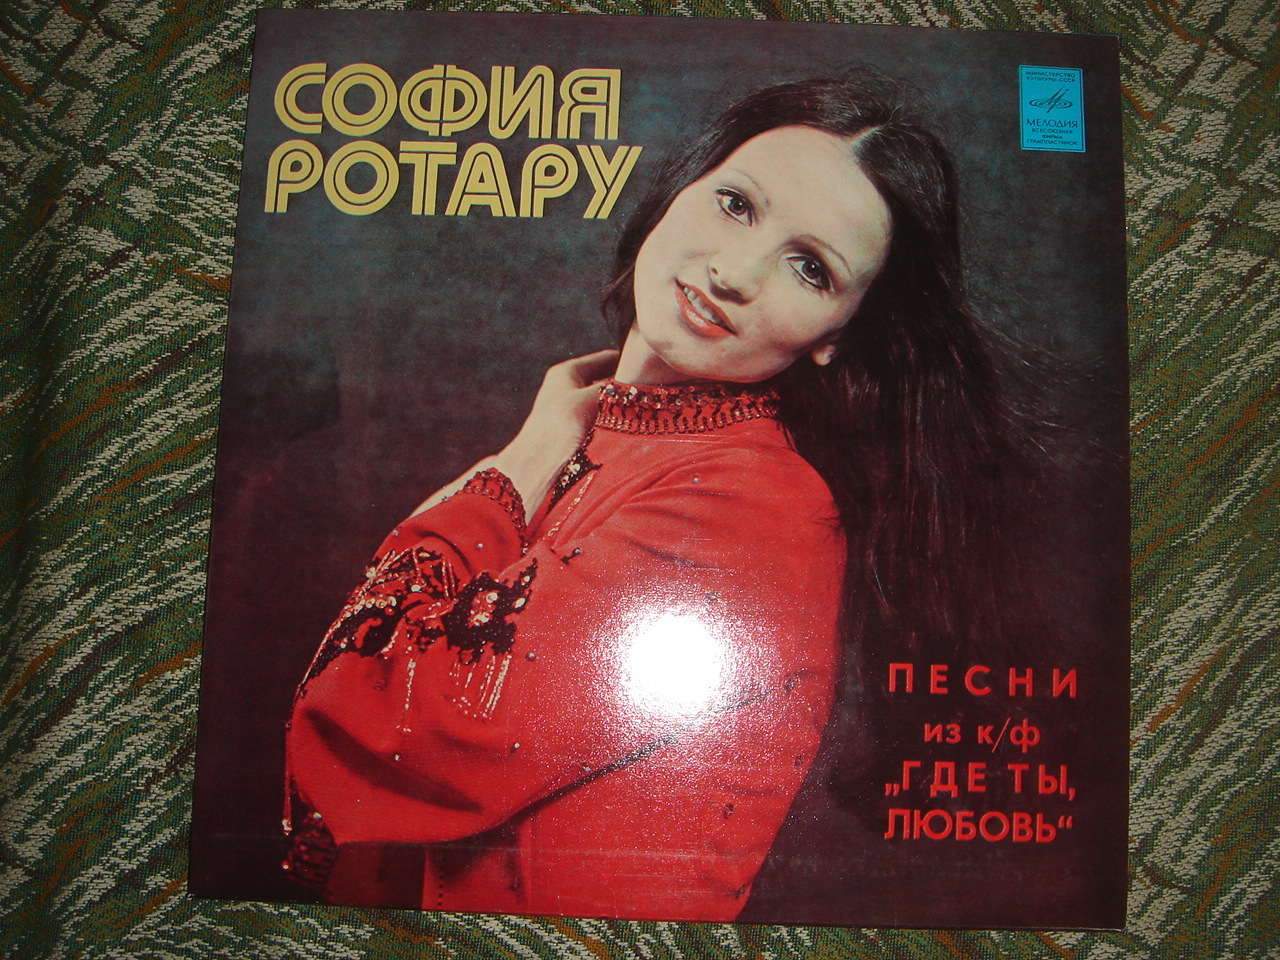 СОФИЯ
РОТАРУ
МИНИСТЕРСТВО
КУЛЬТУРЫ СССР
МЕЛОДИЯ
ВСЕСОЮЗНАЯ
ФИРМА
ГРАМПЛАСТИНОК
ПЕСНИ
ИЗ К/Ф
„ГДЕ ТЫ,
ЛЮБОВЬ“